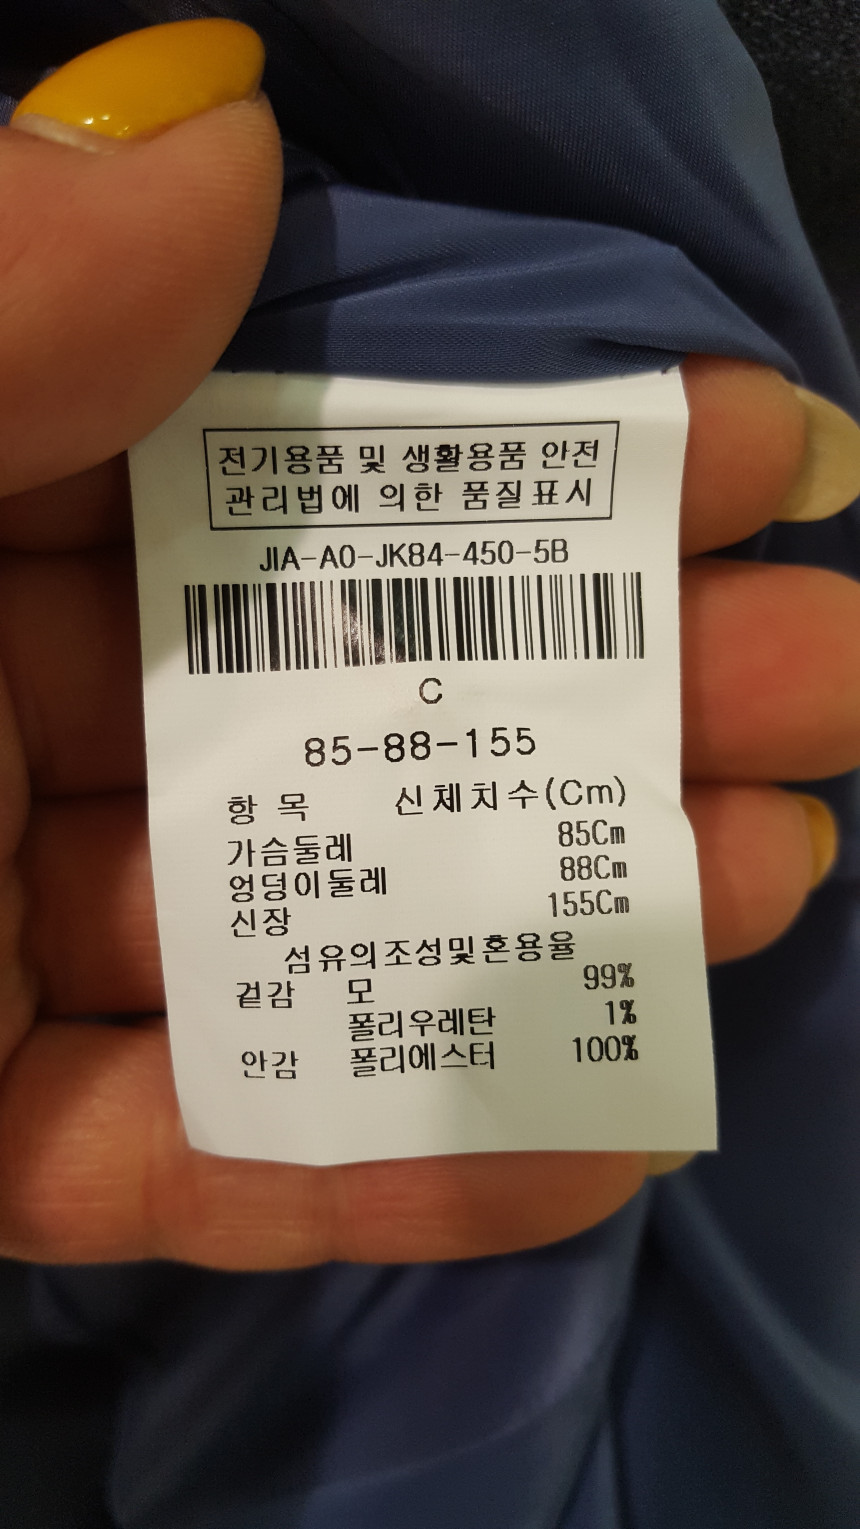 전기용품 및 생활용품 안전
관리법에 의한 품질표시
JIA-A0-JK84-450-5B
C
85-88-155
항 목 신체치수(Cm)
가슴둘레 85Cm
엉덩이둘레 88Cm
신장 155Cm
섬유의조성및혼용율
겉감 모 99%
폴리우레탄 1%
안감 폴리에스터 100%